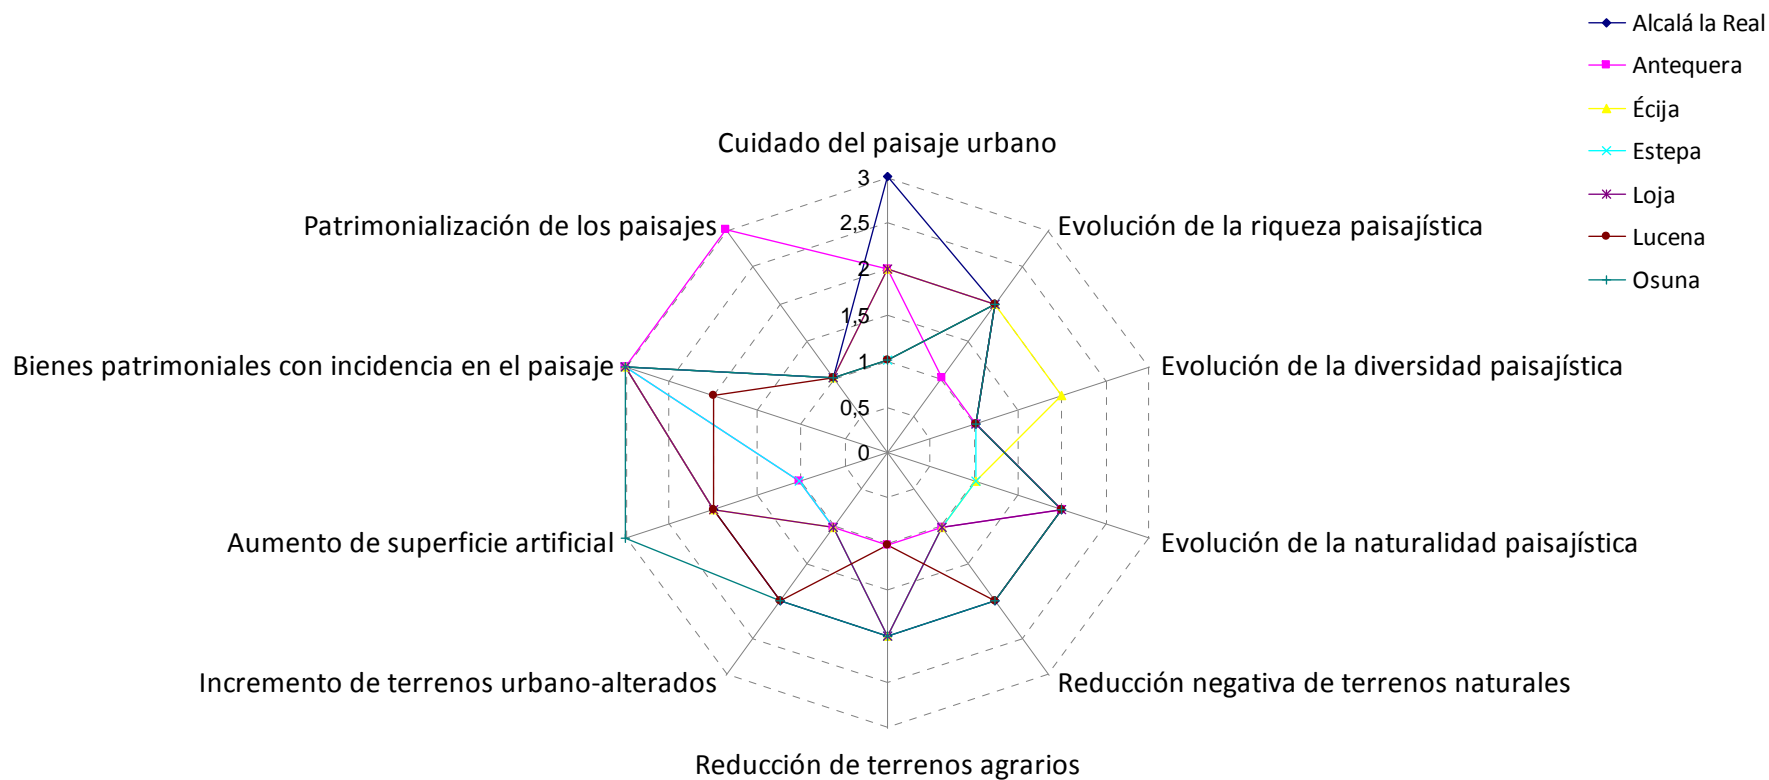 Alcalá la Real
Antequera
Écija
Estepa
Loja
Lucena
Osuna
Cuidado del paisaje urbano
Evolución de la riqueza paisajística
Evolución de la diversidad paisajística
Evolución de la naturalidad paisajística
Reducción negativa de terrenos naturales
Reducción de terrenos agrarios
Incremento de terrenos urbano-alterados
Aumento de superficie artificial
Bienes patrimoniales con incidencia en el paisaje
Patrimonialización de los paisajes
3
2,5
2
1,5
1
0,5
0